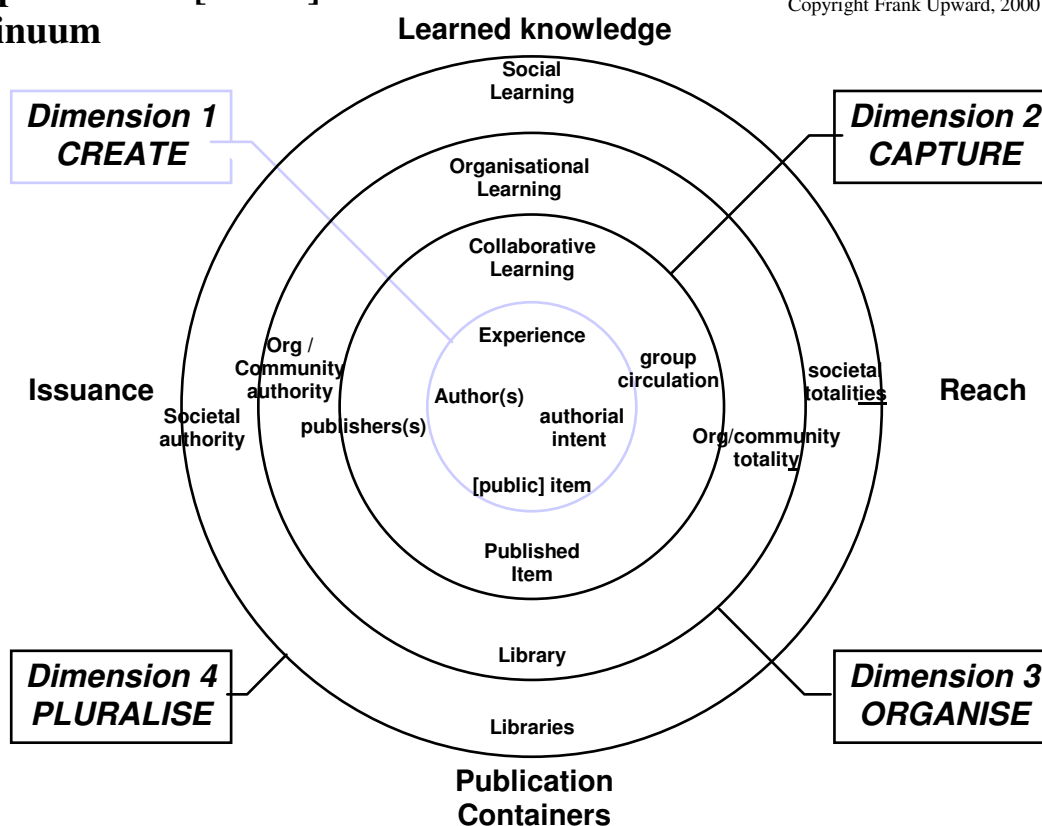 Copyright Frank Upward, 2000
Learned knowledge
Social
Learning
Dimension 1
CREATE
Dimension 2
CAPTURE
Organisational
Learning
Collaborative
Learning
Experience
Org /
Community
authority
group
circulation
societal
totalities
Issuance
Reach
Author(s)
Societal
authority
publishers(s)
authorial
intent
Org/community
totality
[public] item
Published
Item
Library
Dimension 4
PLURALISE
Dimension 3
ORGANISE
Libraries
Publication
Containers